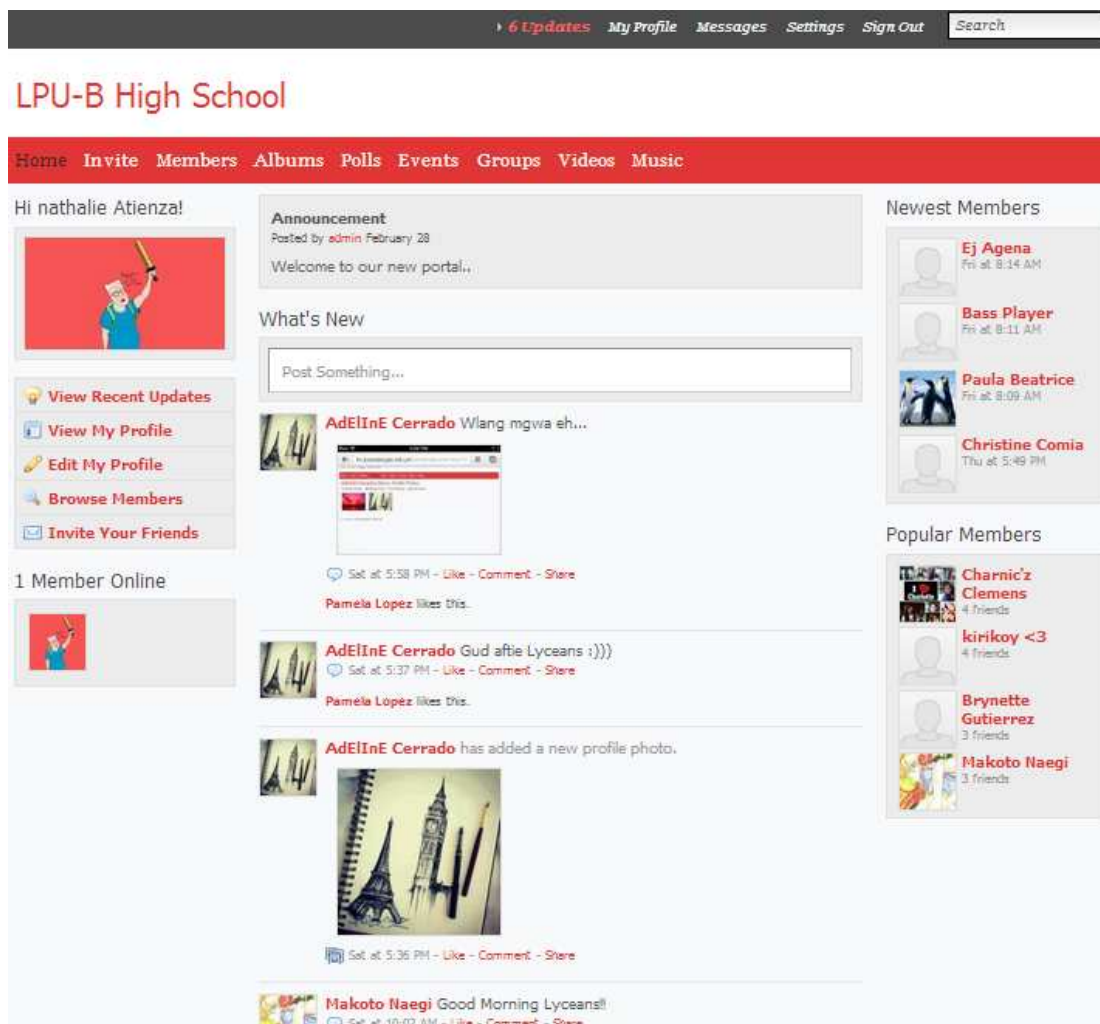 6 Updates My Profile Messages Settings Sign Out Search
LPU-B High School
Home Invite Members Albums Polls Events Groups Videos Music
Hi nathalie Atienza!
View Recent Updates
View My Profile
Edit My Profile
Browse Members
Invite Your Friends
1 Member Online
Announcement
Posted by admin February 28
Welcome to our new portal..
What's New
Post Something...
AdElInE Cerrado Wlang mgwa eh...
Sat at 5:58 PM - Like - Comment - Share
Pamela Lopez likes this.
AdElInE Cerrado Gud aftie Lyceans :)))
Sat at 5:37 PM - Like - Comment - Share
Pamela Lopez likes this.
AdElInE Cerrado has added a new profile photo.
Sat at 5:36 PM - Like - Comment - Share
Makoto Naegi Good Morning Lyceans!!
Sat at 10:02 AM - Like - Comment - Share
Newest Members
Ej Agena
Fri at 8:14 AM
Bass Player
Fri at 8:11 AM
Paula Beatrice
Fri at 8:09 AM
Christine Comia
Thu at 5:49 PM
Popular Members
Charnic'z
Clemens
4 friends
kirikoy <3
4 friends
Brynette
Gutierrez
3 friends
Makoto Naegi
3 friends